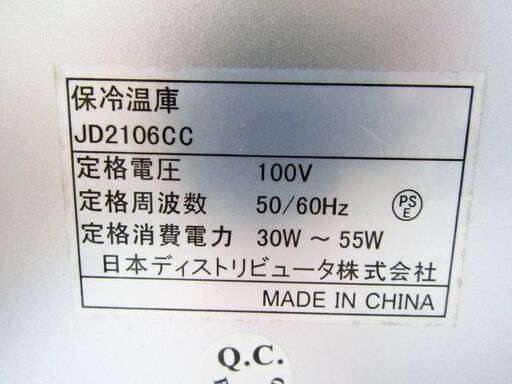 保冷温庫
JD2106CC
定格電圧 100V
定格周波数 50/60Hz
PS
E
定格消費電力 30W ～ 55W
日本ディストリビュータ株式会社
MADE IN CHINA
Q.C.